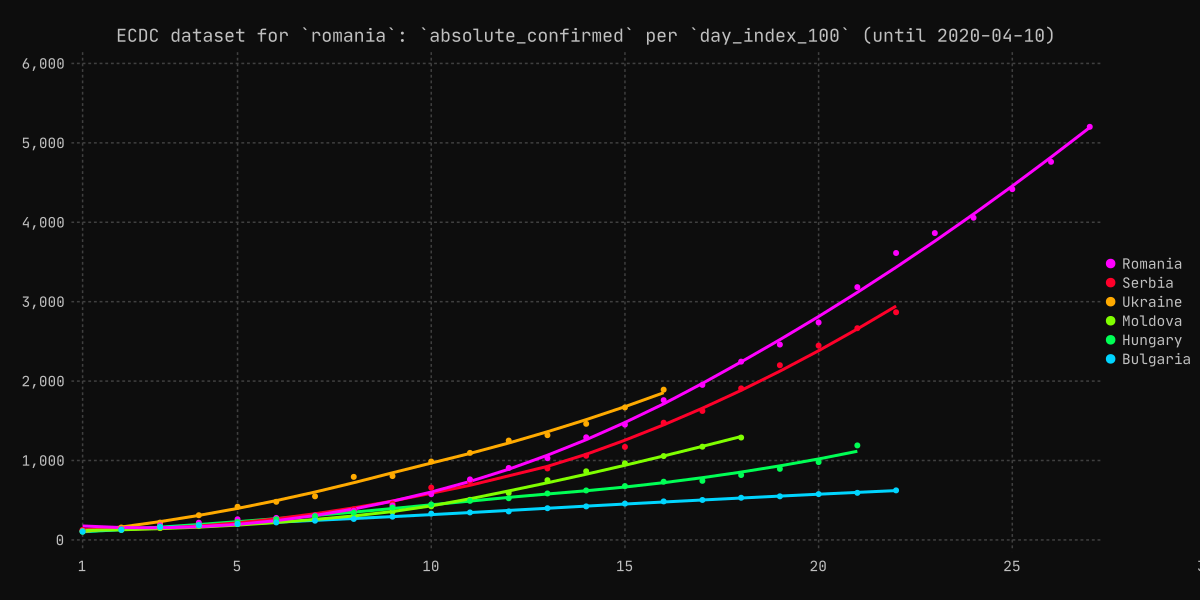 ECDC dataset for `romania`: `absolute_confirmed` per `day_index_100` (until 2020-04-10)
6,000
5,000
4,000
3,000
2,000
1,000
0
1 5 10 15 20 25
Romania
Serbia
Ukraine
Moldova
Hungary
Bulgaria